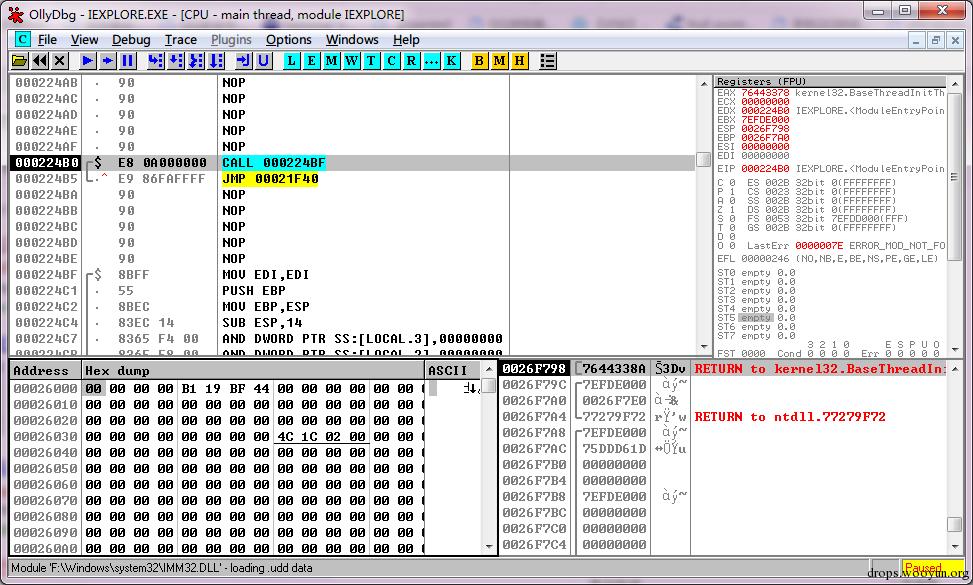 OllyDbg - IEXPLORE.EXE - [CPU - main thread, module IEXPLORE]
C File View Debug Trace Plugins Options Windows Help
U L E M W T C R ... K B M H
000224AB . 90 NOP
000224AC . 90 NOP
000224AD . 90 NOP
000224AE . 90 NOP
000224AF . 90 NOP
000224B0 $ E8 0A000000 CALL 000224BF
000224B5 .^ E9 86FAFFFF JMP 00021F40
000224BA 90 NOP
000224BB 90 NOP
000224BC 90 NOP
000224BD 90 NOP
000224BE 90 NOP
000224BF $ 8BFF MOV EDI,EDI
000224C1 . 55 PUSH EBP
000224C2 . 8BEC MOV EBP,ESP
000224C4 . 83EC 14 SUB ESP,14
000224C7 . 8365 F4 00 AND DWORD PTR SS:[LOCAL.3],00000000
000224CB . 8365 F8 00 AND DWORD PTR SS:[LOCAL.2],00000000
Registers (FPU)
EAX 76443378 kernel32.BaseThreadInitTh
ECX 00000000
EDX 000224B0 IEXPLORE.<ModuleEntryPoin
EBX 7EFDE000
ESP 0026F798
EBP 0026F7A0
ESI 00000000
EDI 00000000
EIP 000224B0 IEXPLORE.<ModuleEntryPoin
C 0 ES 002B 32bit 0(FFFFFFFF)
P 1 CS 0023 32bit 0(FFFFFFFF)
A 0 SS 002B 32bit 0(FFFFFFFF)
Z 1 DS 002B 32bit 0(FFFFFFFF)
S 0 FS 0053 32bit 7EFDD000(FFF)
T 0 GS 002B 32bit 0(FFFFFFFF)
D 0
O 0 LastErr 0000007E ERROR_MOD_NOT_FO
EFL 00000246 (NO,NB,E,BE,NS,PE,GE,LE)
ST0 empty 0.0
ST1 empty 0.0
ST2 empty 0.0
ST3 empty 0.0
ST4 empty 0.0
ST5 empty 0.0
ST6 empty 0.0
ST7 empty 0.0
3 2 1 0 E S P U O
FST 0000 Cond 0 0 0 0 Err 0 0 0 0 0
Address Hex dump ASCII
00026000 00 00 00 00 B1 19 BF 44 00 00 00 00 00 00
00026010 00 00 00 00 00 00 00 00 00 00 00 00 00 00
00026020 00 00 00 00 00 00 00 00 00 00 00 00 00 00
00026030 00 00 00 00 00 00 00 00 4C 1C 02 00 00 00
00026040 00 00 00 00 00 00 00 00 00 00 00 00 00 00
00026050 00 00 00 00 00 00 00 00 00 00 00 00 00 00
00026060 00 00 00 00 00 00 00 00 00 00 00 00 00 00
00026070 00 00 00 00 00 00 00 00 00 00 00 00 00 00
00026080 00 00 00 00 00 00 00 00 00 00 00 00 00 00
00026090 00 00 00 00 00 00 00 00 00 00 00 00 00 00
000260A0 00 00 00 00 00 00 00 00 00 00 00 00 00 00
0026F798 7644338A Š3Dv RETURN to kernel32.BaseThreadIni
0026F79C 7EFDE000 àý~
0026F7A0 0026F7E0
0026F7A4 77279F72 rŸ'w RETURN to ntdll.77279F72
0026F7A8 7EFDE000 àý~
0026F7AC 75DDD61D ↔ÖÝu
0026F7B0 00000000
0026F7B4 00000000
0026F7B8 7EFDE000 àý~
0026F7BC 00000000
0026F7C0 00000000
0026F7C4 00000000
Module 'F:\Windows\system32\IMM32.DLL' - loading .udd data
Paused
drops.wooyun.org